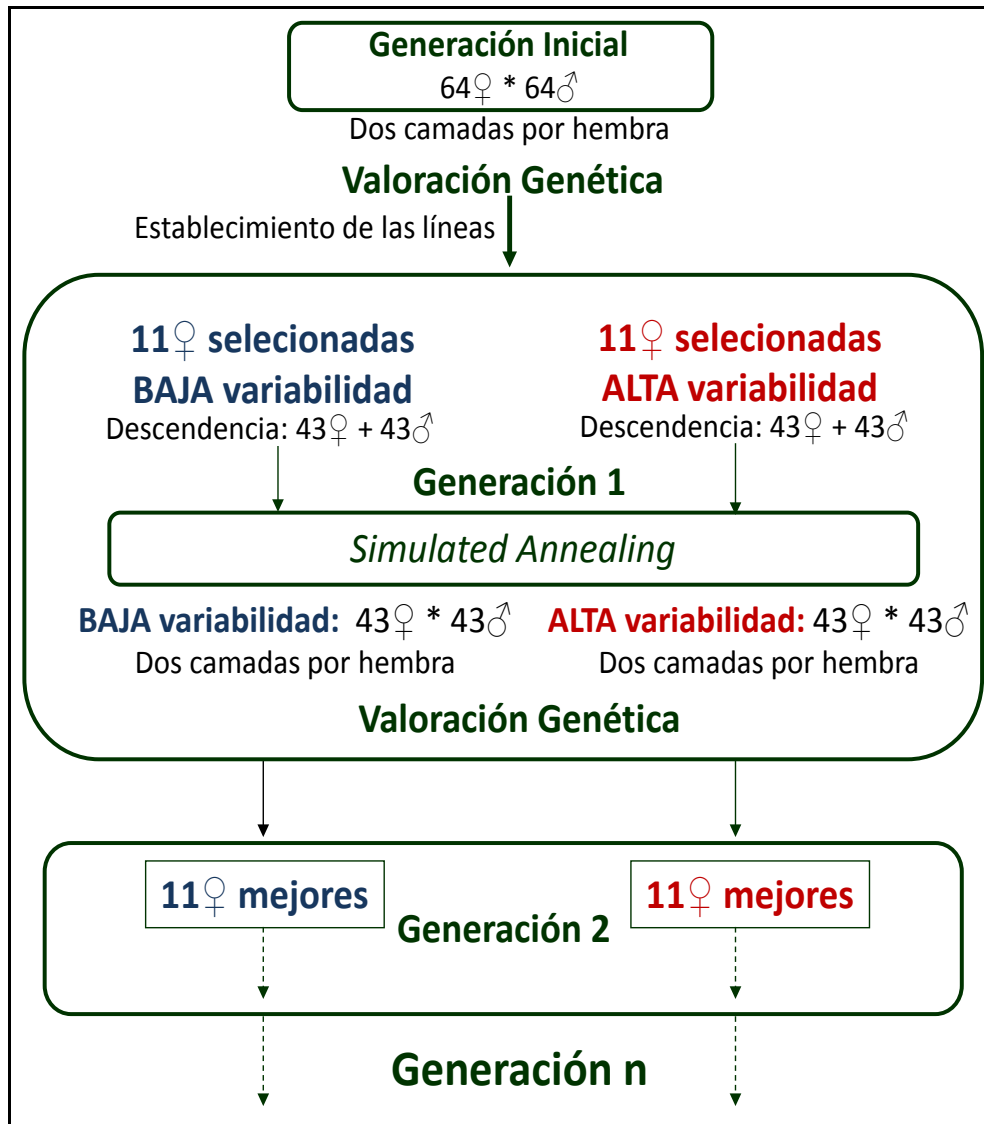 Generación Inicial
64♀ * 64♂
Dos camadas por hembra
Valoración Genética
Establecimiento de las líneas
11♀ selecionadas
BAJA variabilidad
Descendencia: 43♀ + 43♂
11♀ selecionadas
ALTA variabilidad
Descendencia: 43♀ + 43♂
Generación 1
Simulated Annealing
BAJA variabilidad: 43♀ * 43♂
Dos camadas por hembra
ALTA variabilidad: 43♀ * 43♂
Dos camadas por hembra
Valoración Genética
11♀ mejores
11♀ mejores
Generación 2
Generación n